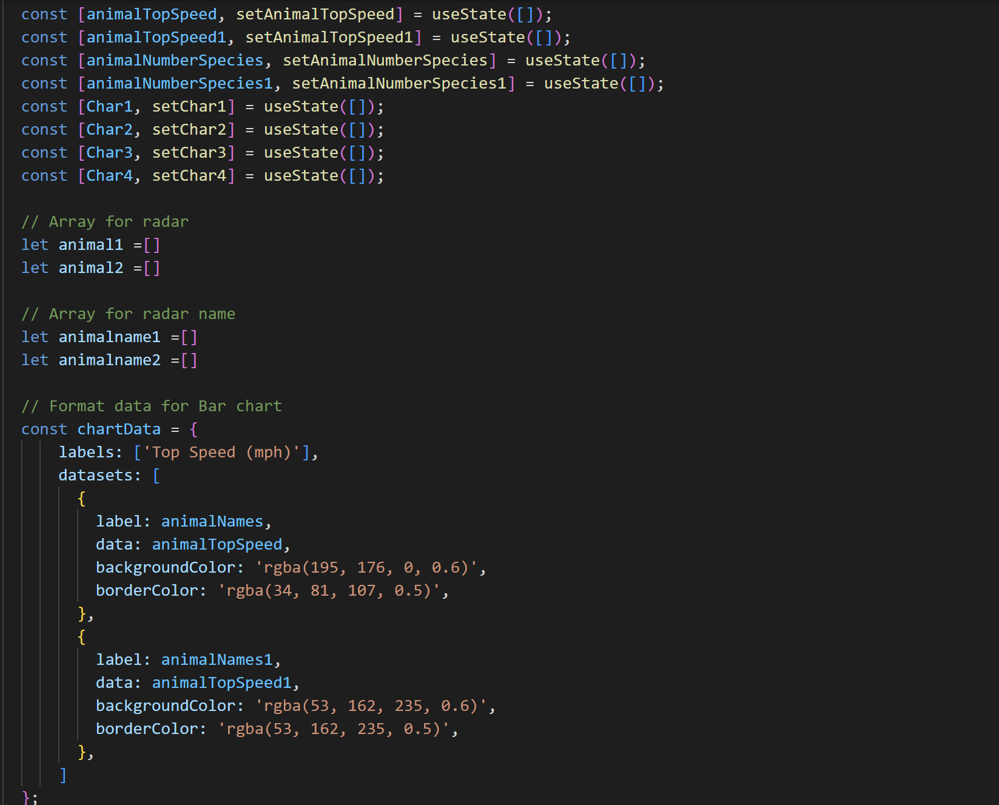 const [animalTopSpeed, setAnimalTopSpeed] = useState([]);
const [animalTopSpeed1, setAnimalTopSpeed1] = useState([]);
const [animalNumberSpecies, setAnimalNumberSpecies] = useState([]);
const [animalNumberSpecies1, setAnimalNumberSpecies1] = useState([]);
const [Char1, setChar1] = useState([]);
const [Char2, setChar2] = useState([]);
const [Char3, setChar3] = useState([]);
const [Char4, setChar4] = useState([]);
// Array for radar
let animal1 =[]
let animal2 =[]
// Array for radar name
let animalname1 =[]
let animalname2 =[]
// Format data for Bar chart
const chartData = {
labels: ['Top Speed (mph)'],
datasets: [
{
label: animalNames,
data: animalTopSpeed,
backgroundColor: 'rgba(195, 176, 0, 0.6)',
borderColor: 'rgba(34, 81, 107, 0.5)',
},
{
label: animalNames1,
data: animalTopSpeed1,
backgroundColor: 'rgba(53, 162, 235, 0.6)',
borderColor: 'rgba(53, 162, 235, 0.5)',
},
]
};